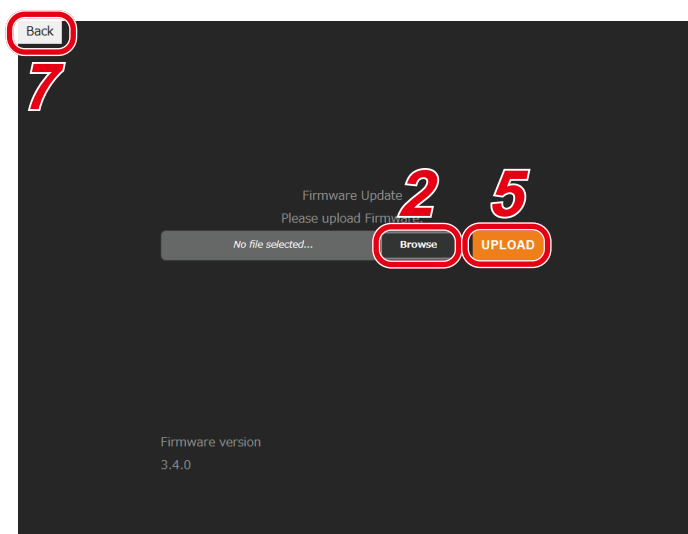 Back
7
Firmware Update
2
5
Please upload Firmware.
No file selected...
Browse
UPLOAD
Firmware version
3.4.0